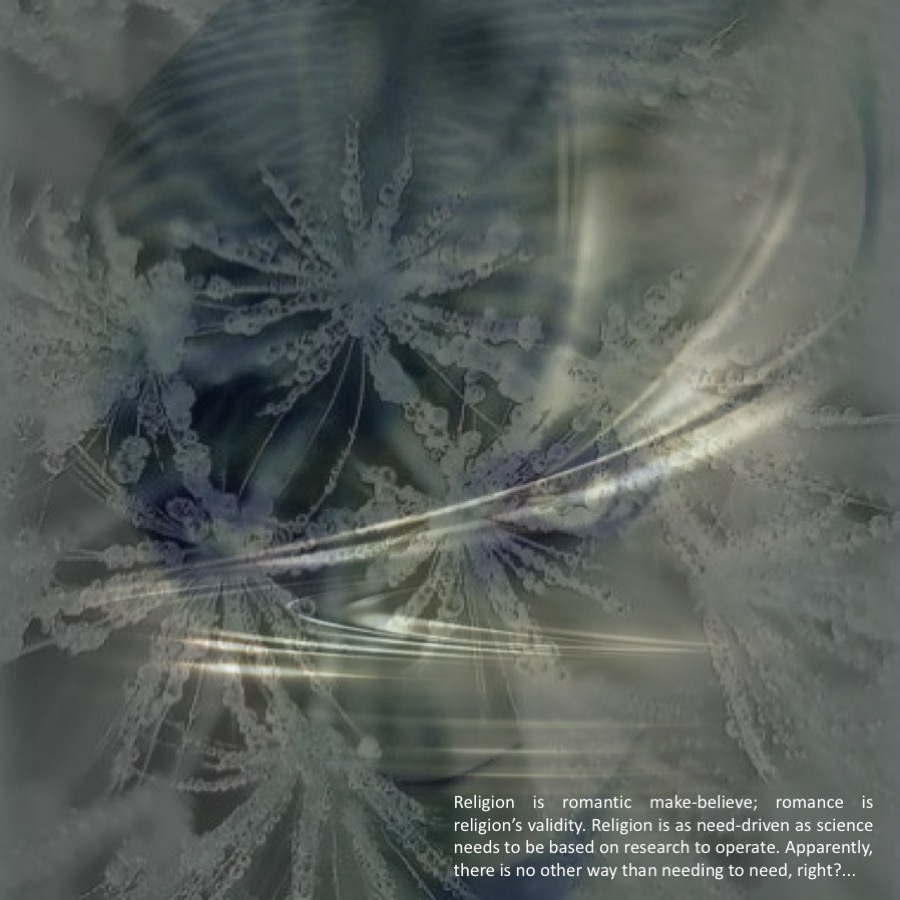 Religion is romantic make-believe; romance is
religion’s validity. Religion is as need-driven as science
needs to be based on research to operate. Apparently,
there is no other way than needing to need, right?...